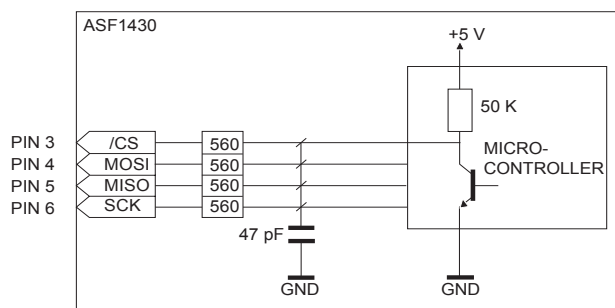 ASF1430
+5 V
50 K
PIN 3 /CS 560
PIN 4 MOSI 560
PIN 5 MISO 560
PIN 6 SCK 560
MICRO-
CONTROLLER
47 pF
GND GND